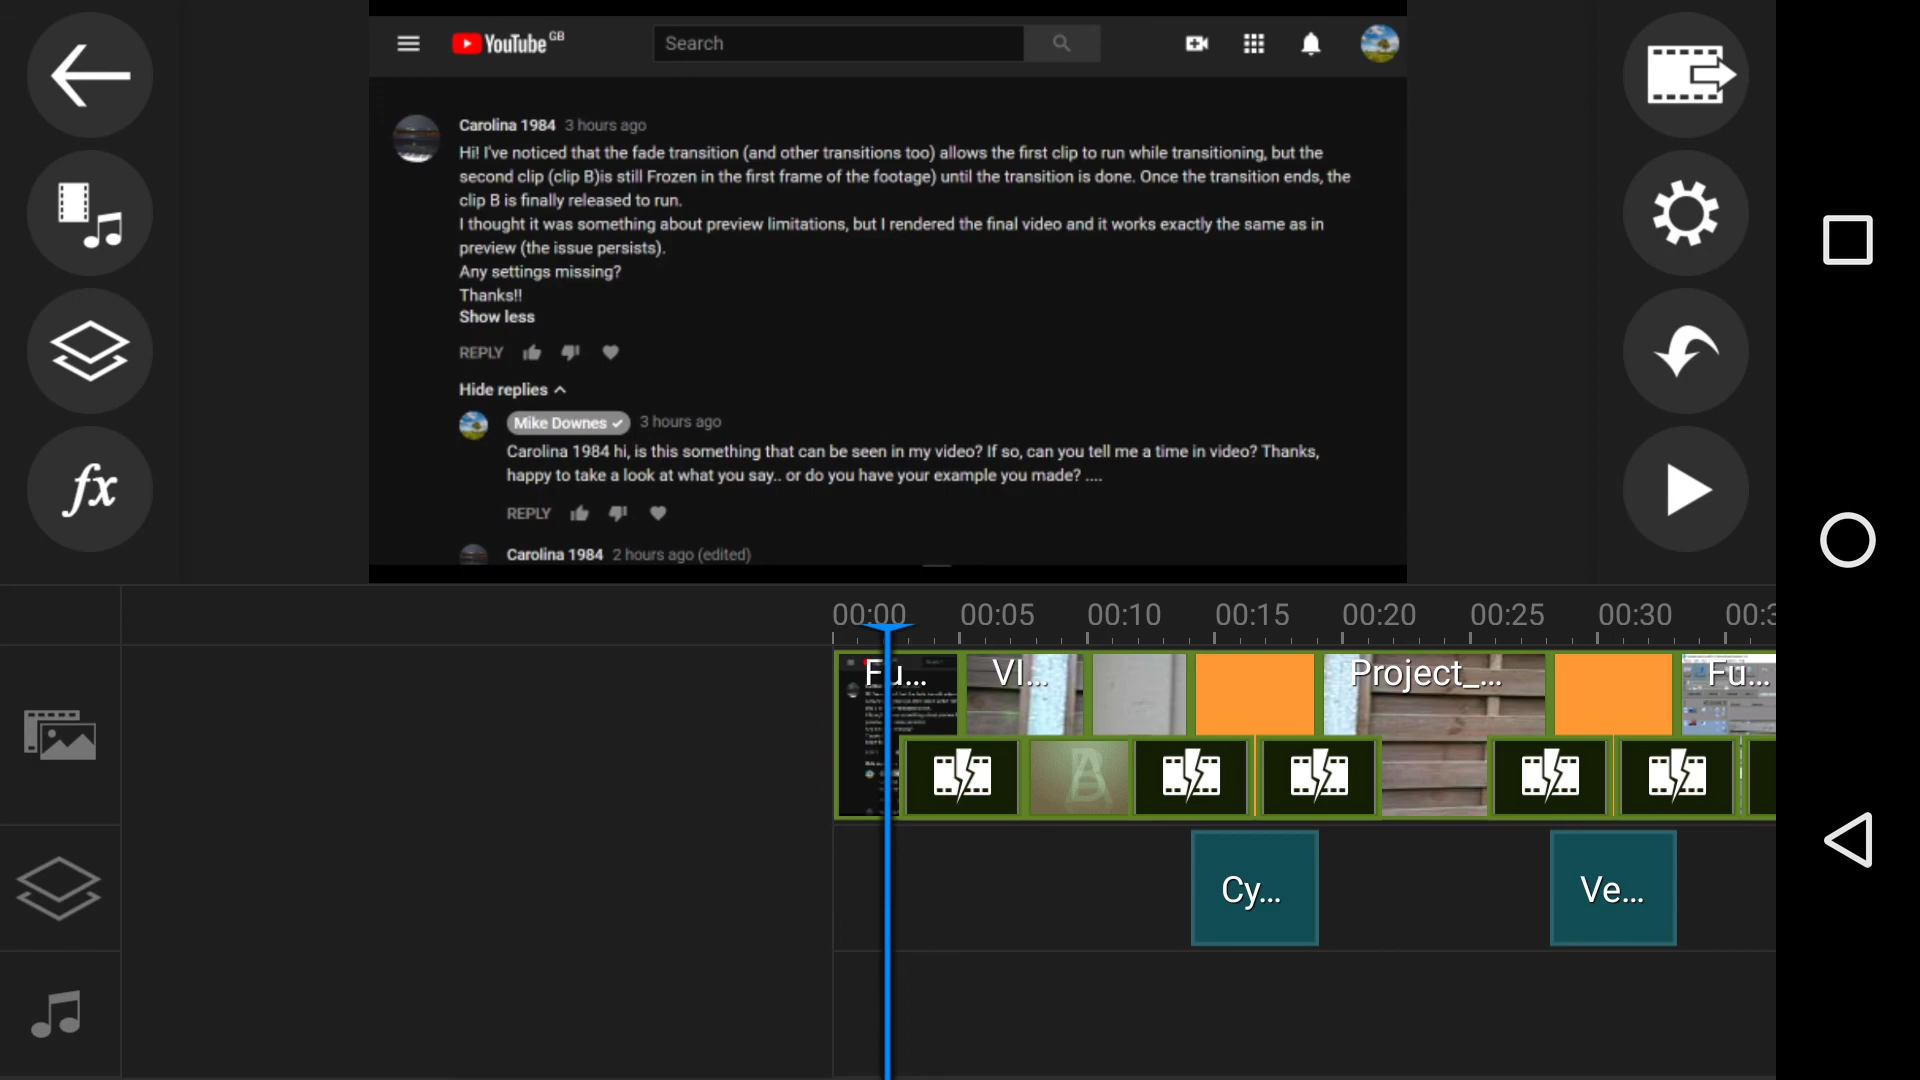 YouTube GB
Search
Carolina 1984 3 hours ago
Hi! I've noticed that the fade transition (and other transitions too) allows the first clip to run while transitioning, but the
second clip (clip B)is still Frozen in the first frame of the footage) until the transition is done. Once the transition ends, the
clip B is finally released to run.
I thought it was something about preview limitations, but I rendered the final video and it works exactly the same as in
preview (the issue persists).
Any settings missing?
Thanks!!
Show less
REPLY
Hide replies
Mike Downes 3 hours ago
Carolina 1984 hi, is this something that can be seen in my video? If so, can you tell me a time in video? Thanks,
happy to take a look at what you say.. or do you have your example you made? ....
REPLY
Carolina 1984 2 hours ago (edited)
fx
00:00 00:05 00:10 00:15 00:20 00:25 00:30 00:3
Fu... VI... Project_... Fu...
A B
Cy... Ve...